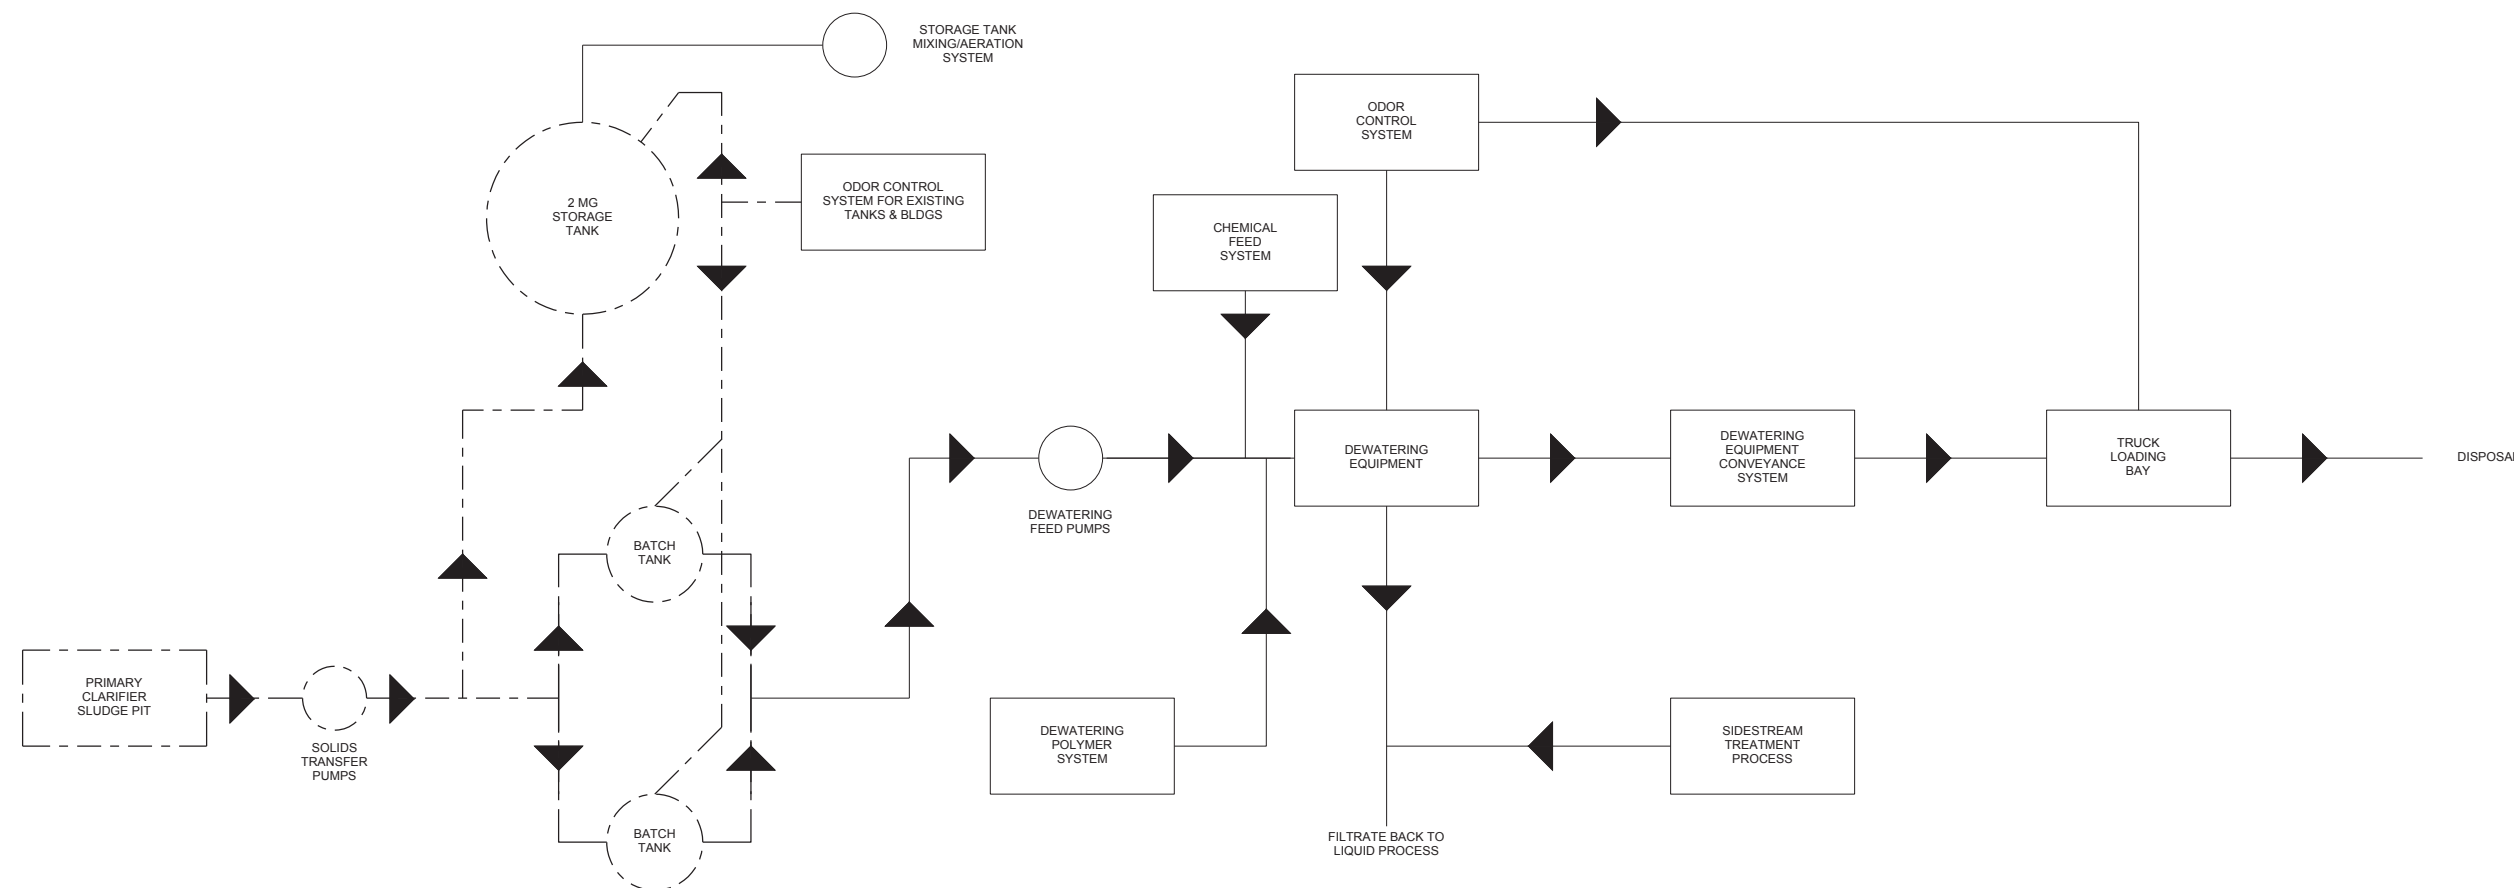 STORAGE TANK
MIXING/AERATION
SYSTEM
ODOR
CONTROL
SYSTEM
2 MG
STORAGE
TANK
ODOR CONTROL
SYSTEM FOR EXISTING
TANKS & BLDGS
CHEMICAL
FEED
SYSTEM
DEWATERING
EQUIPMENT
DEWATERING
EQUIPMENT
CONVEYANCE
SYSTEM
TRUCK
LOADING
BAY
DISPOSAL
DEWATERING
FEED PUMPS
BATCH
TANK
PRIMARY
CLARIFIER
SLUDGE PIT
SOLIDS
TRANSFER
PUMPS
DEWATERING
POLYMER
SYSTEM
SIDESTREAM
TREATMENT
PROCESS
BATCH
TANK
FILTRATE BACK TO
LIQUID PROCESS